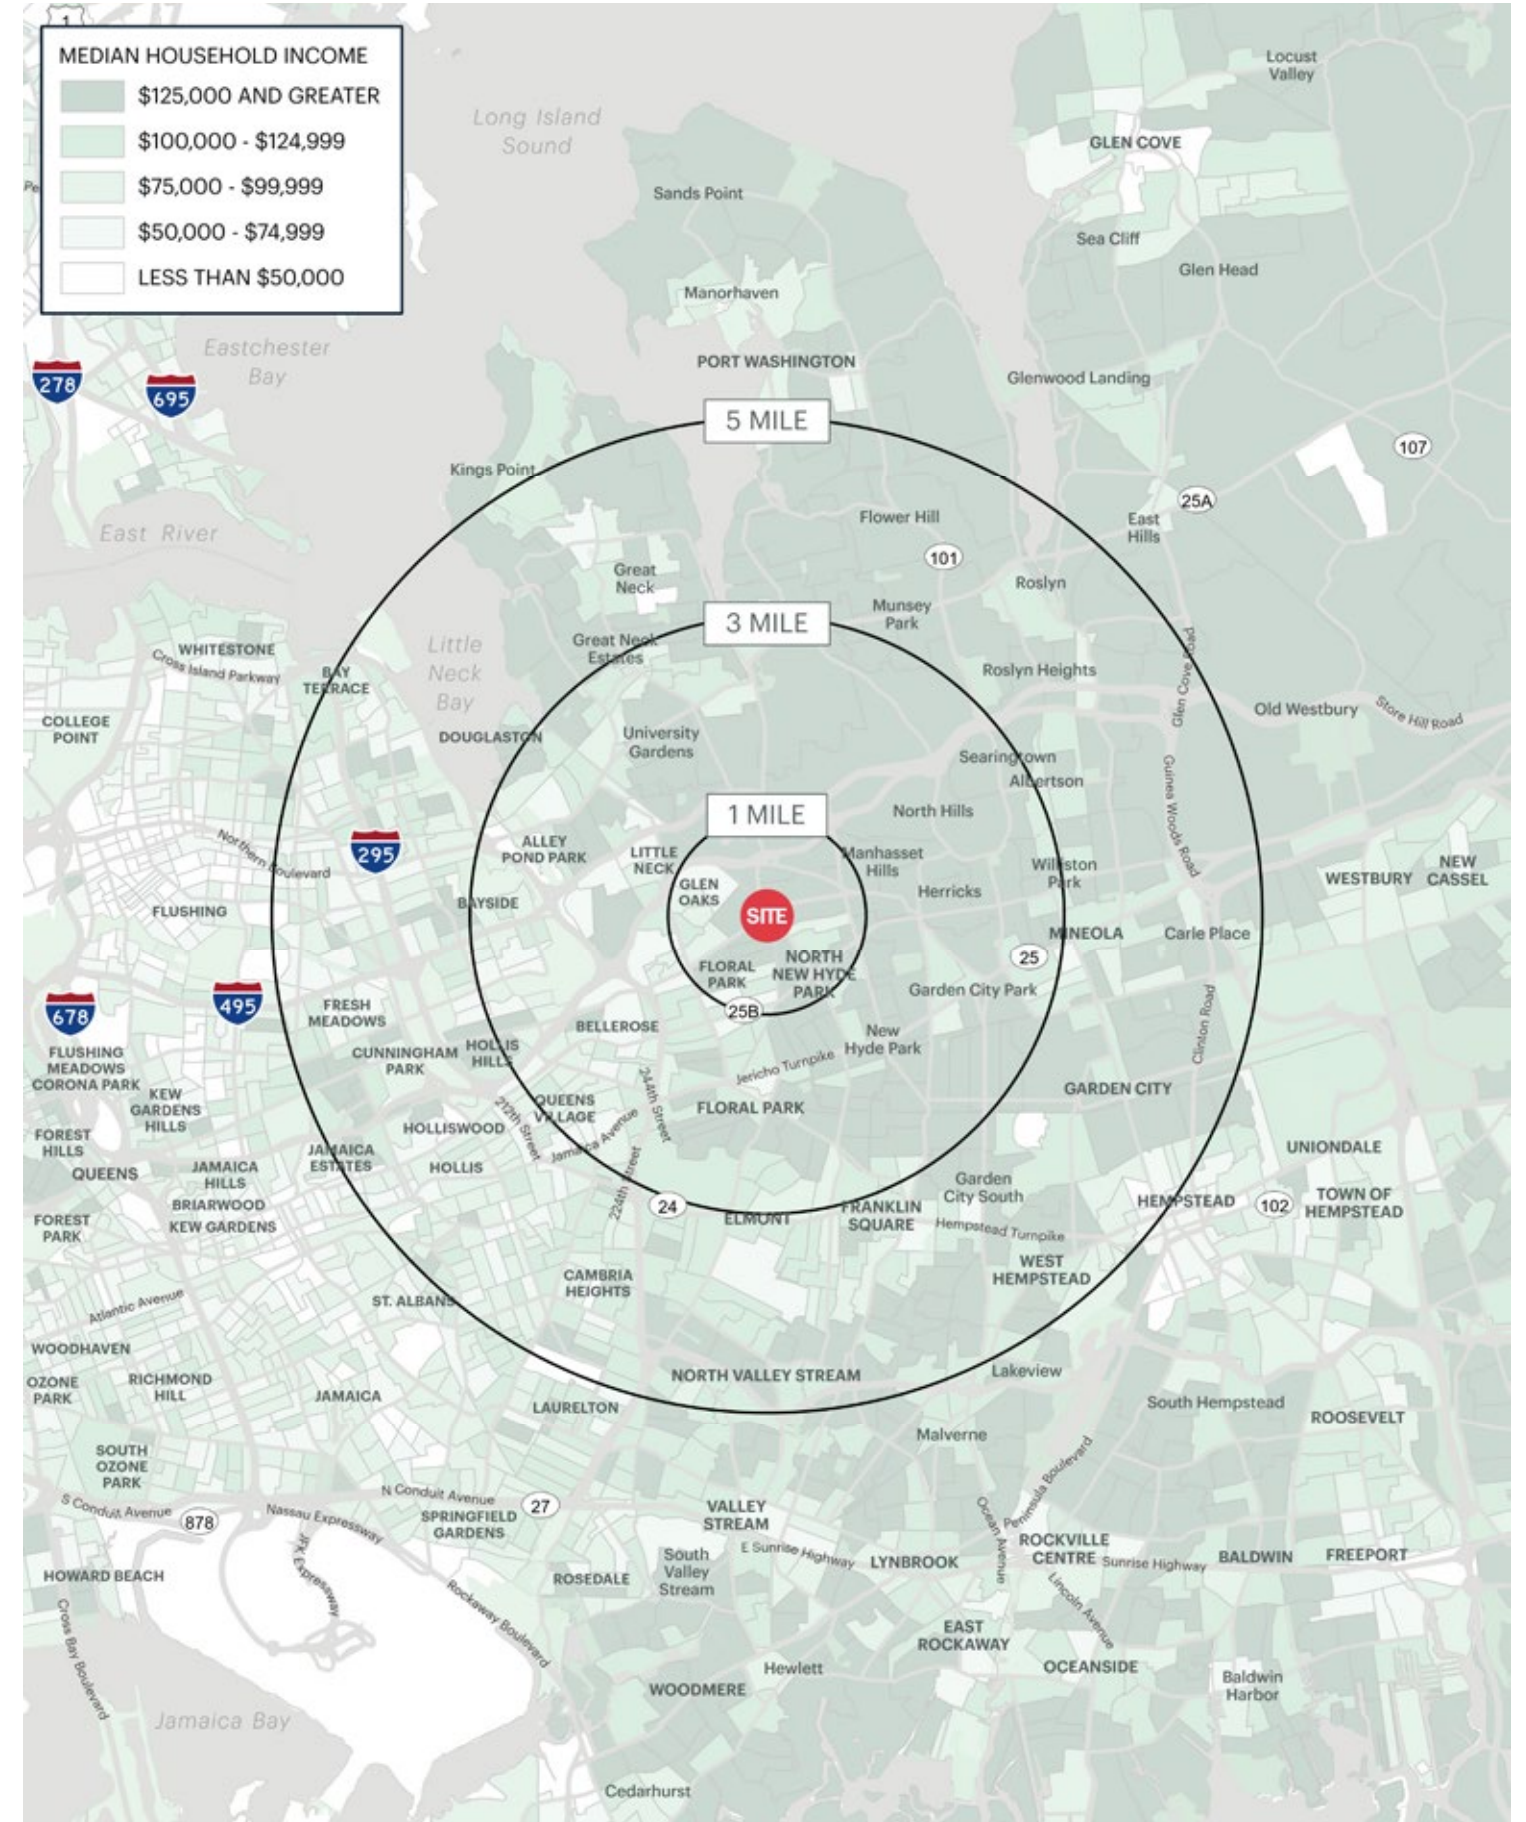 1
MEDIAN HOUSEHOLD INCOME
$125,000 AND GREATER
$100,000 - $124,999
$75,000 - $99,999
$50,000 - $74,999
LESS THAN $50,000
Locust
Valley
Long Island
Sound
GLEN COVE
Pe
Sands Point
Sea Cliff
Glen Head
Manorhaven
Eastchester
Bay
PORT WASHINGTON
278
695
Glenwood Landing
5 MILE
107
Kings Point
25A
Flower Hill
East
Hills
East River
101
Great
Neck
Roslyn
Munsey
Park
3 MILE
Great Neck
Estates
WHITESTONE
Cross Island Parkway
Little
Neck
Bay
BAY
TERRACE
Roslyn Heights
Glen Cove Road
Old Westbury
Store Hill Road
COLLEGE
POINT
DOUGLASTON
University
Gardens
Searingtown
Albertson
Guinea Woods Road
1 MILE
North Hills
Northern Boulevard
295
ALLEY
POND PARK
LITTLE
NECK
Manhasset
Hills
Williston
Park
WESTBURY
NEW
CASSEL
GLEN
OAKS
Herricks
FLUSHING
BAYSIDE
SITE
MINEOLA
Carle Place
25
FLORAL
PARK
NORTH
NEW HYDE
PARK
Garden City Park
678
495
25B
FRESH
MEADOWS
BELLEROSE
New
Hyde Park
Clinton Road
FLUSHING
MEADOWS
CORONA PARK
CUNNINGHAM
PARK
HOLLIS
HILLS
Jericho Turnpike
KEW
GARDENS
HILLS
GARDEN CITY
212th Street
QUEENS
VILLAGE
244th Street
FLORAL PARK
Jamaica Avenue
FOREST
HILLS
HOLLISWOOD
QUEENS
JAMAICA
HILLS
JAMAICA
ESTATES
HOLLIS
UNIONDALE
224th Street
Garden
City South
BRIARWOOD
KEW GARDENS
24
ELMONT
FRANKLIN
SQUARE
HEMPSTEAD
102
TOWN OF
HEMPSTEAD
FOREST
PARK
Hempstead Turnpike
WEST
HEMPSTEAD
CAMBRIA
HEIGHTS
Atlantic Avenue
ST. ALBANS
WOODHAVEN
NORTH VALLEY STREAM
Lakeview
OZONE
PARK
RICHMOND
HILL
JAMAICA
LAURELTON
South Hempstead
ROOSEVELT
Malverne
SOUTH
OZONE
PARK
Peninsula Boulevard
N Conduit Avenue
S Conduit Avenue
878
Nassau Expressway
SPRINGFIELD
GARDENS
27
VALLEY
STREAM
Ocean Avenue
JFK Expressway
E Sunrise Highway
LYNBROOK
ROCKVILLE
CENTRE
Sunrise Highway
BALDWIN
FREEPORT
HOWARD BEACH
ROSEDALE
South
Valley
Stream
Rockaway Boulevard
Lincoln Avenue
Cross Bay Boulevard
EAST
ROCKAWAY
Hewlett
OCEANSIDE
Baldwin
Harbor
WOODMERE
Jamaica Bay
Cedarhurst